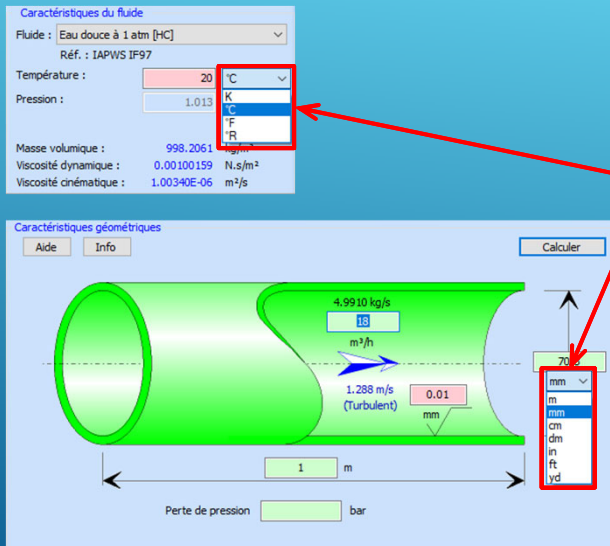 Caractéristiques du fluide
Fluide : Eau douce à 1 atm [HC]
Réf. : IAPWS IF97
Température : 20 °C
K
Pression : 1.013
°C
°F
°R
Masse volumique : 998.2061 kg/m³
Viscosité dynamique : 0.00100159 N.s/m²
Viscosité cinématique : 1.00340E-06 m²/s
Caractéristiques géométriques
Aide Info Calculer
4.9910 kg/s
18
m³/h
1.288 m/s
(Turbulent)
0.01
mm
mm
m
mm
cm
dm
in
ft
yd
1 m
Perte de pression bar